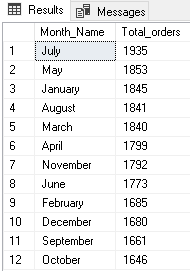 Results Messages
Month_Name Total_orders
1 July 1935
2 May 1853
3 January 1845
4 August 1841
5 March 1840
6 April 1799
7 November 1792
8 June 1773
9 February 1685
10 December 1680
11 September 1661
12 October 1646